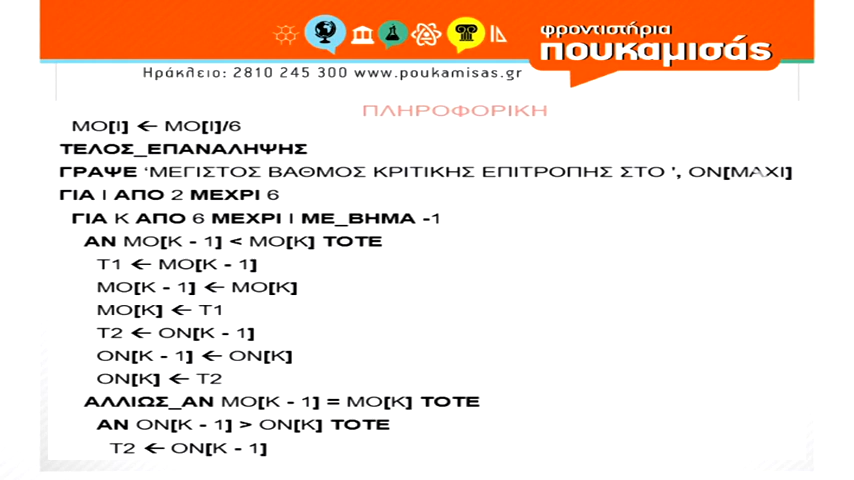 φροντιστήρια
πουκαμισάς
Ηράκλειο: 2810 245 300 www.poukamisas.gr
ΠΛΗΡΟΦΟΡΙΚΗ
ΜΟ[Ι] ← ΜΟ[Ι]/6
ΤΕΛΟΣ_ΕΠΑΝΑΛΗΨΗΣ
ΓΡΑΨΕ ‘ΜΕΓΙΣΤΟΣ ΒΑΘΜΟΣ ΚΡΙΤΙΚΗΣ ΕΠΙΤΡΟΠΗΣ ΣΤΟ ’, ΟΝ[MAXI]
ΓΙΑ Ι ΑΠΟ 2 ΜΕΧΡΙ 6
ΓΙΑ Κ ΑΠΟ 6 ΜΕΧΡΙ Ι ΜΕ_ΒΗΜΑ -1
ΑΝ ΜΟ[Κ - 1] < ΜΟ[Κ] ΤΟΤΕ
Τ1 ← ΜΟ[Κ - 1]
ΜΟ[Κ - 1] ← ΜΟ[Κ]
ΜΟ[Κ] ← Τ1
Τ2 ← ΟΝ[Κ - 1]
ΟΝ[Κ - 1] ← ΟΝ[Κ]
ΟΝ[Κ] ← Τ2
ΑΛΛΙΩΣ_ΑΝ ΜΟ[Κ - 1] = ΜΟ[Κ] ΤΟΤΕ
ΑΝ ΟΝ[Κ - 1] > ΟΝ[Κ] ΤΟΤΕ
Τ2 ← ΟΝ[Κ - 1]